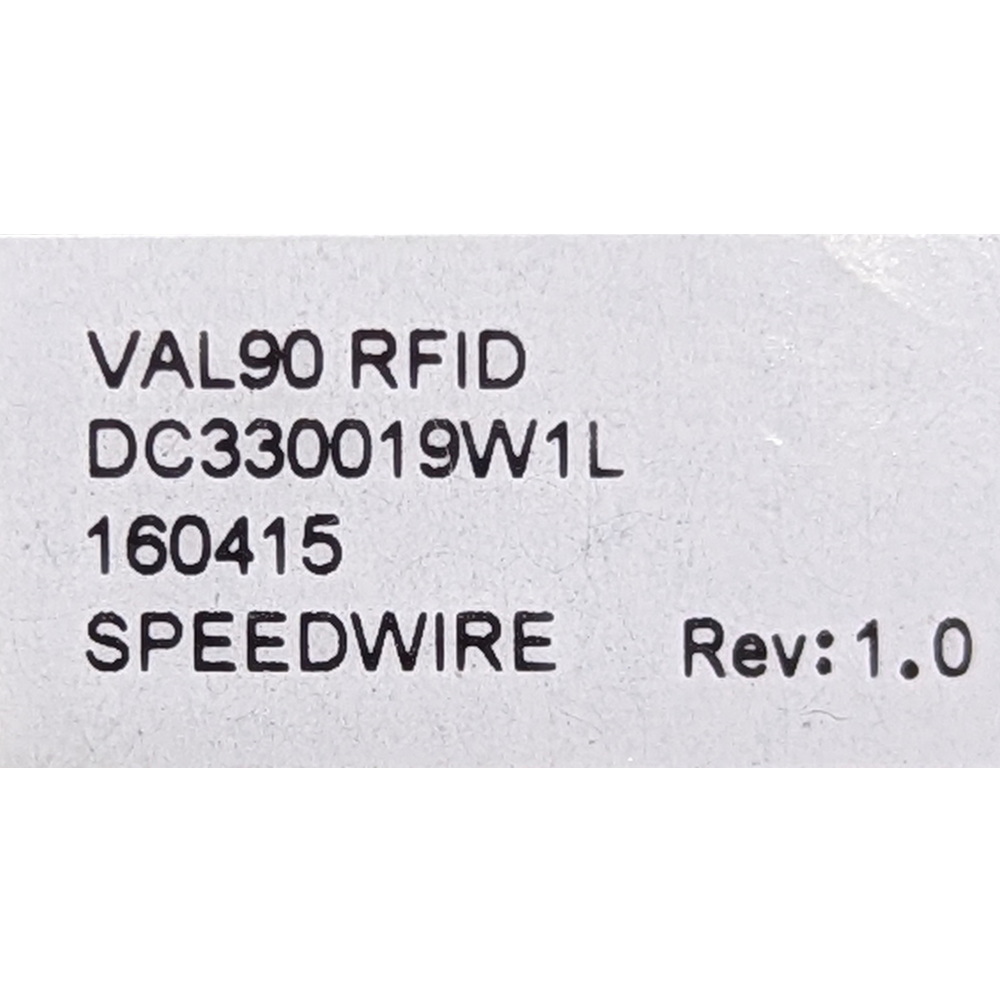 VAL90 RFID
DC330019W1L
160415
SPEEDWIRE Rev:1.0